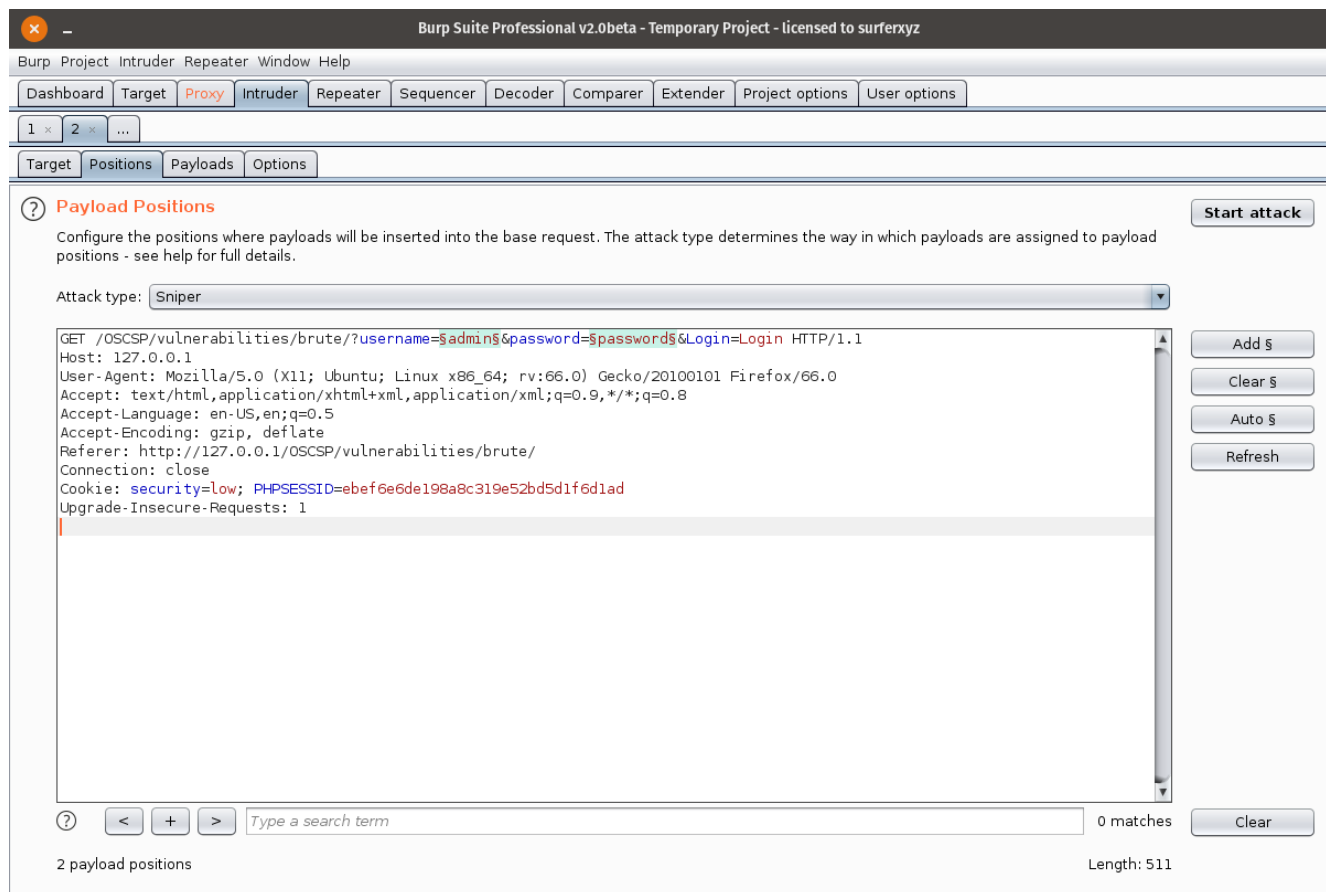 Burp Suite Professional v2.0beta - Temporary Project - licensed to surferxyz
Burp Project Intruder Repeater Window Help
Dashboard Target Proxy Intruder Repeater Sequencer Decoder Comparer Extender Project options User options
1 × 2 × ...
Target Positions Payloads Options
? Payload Positions
Start attack
Configure the positions where payloads will be inserted into the base request. The attack type determines the way in which payloads are assigned to payload
positions - see help for full details.
Attack type: Sniper
GET /OSCSP/vulnerabilities/brute/?username=§admin§&password=§password§&Login=Login HTTP/1.1
Host: 127.0.0.1
User-Agent: Mozilla/5.0 (X11; Ubuntu; Linux x86_64; rv:66.0) Gecko/20100101 Firefox/66.0
Accept: text/html,application/xhtml+xml,application/xml;q=0.9,*/*;q=0.8
Accept-Language: en-US,en;q=0.5
Accept-Encoding: gzip, deflate
Referer: http://127.0.0.1/OSCSP/vulnerabilities/brute/
Connection: close
Cookie: security=low; PHPSESSID=ebef6e6de198a8c319e52bd5d1f6d1ad
Upgrade-Insecure-Requests: 1
Add §
Clear §
Auto §
Refresh
? < + > Type a search term 0 matches Clear
2 payload positions Length: 511